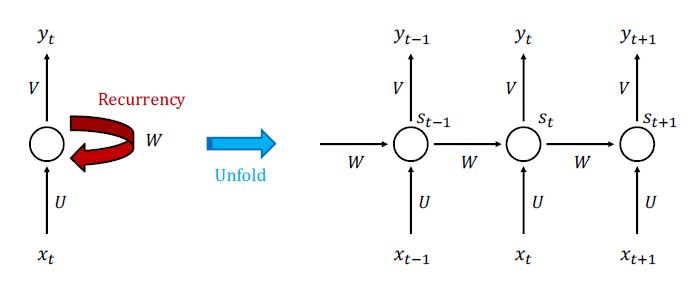 y_t
V
Recurrency
W
U
x_t
Unfold
y_{t-1} y_t y_{t+1}
V V V
s_{t-1} s_t s_{t+1}
W W W
U U U
x_{t-1} x_t x_{t+1}